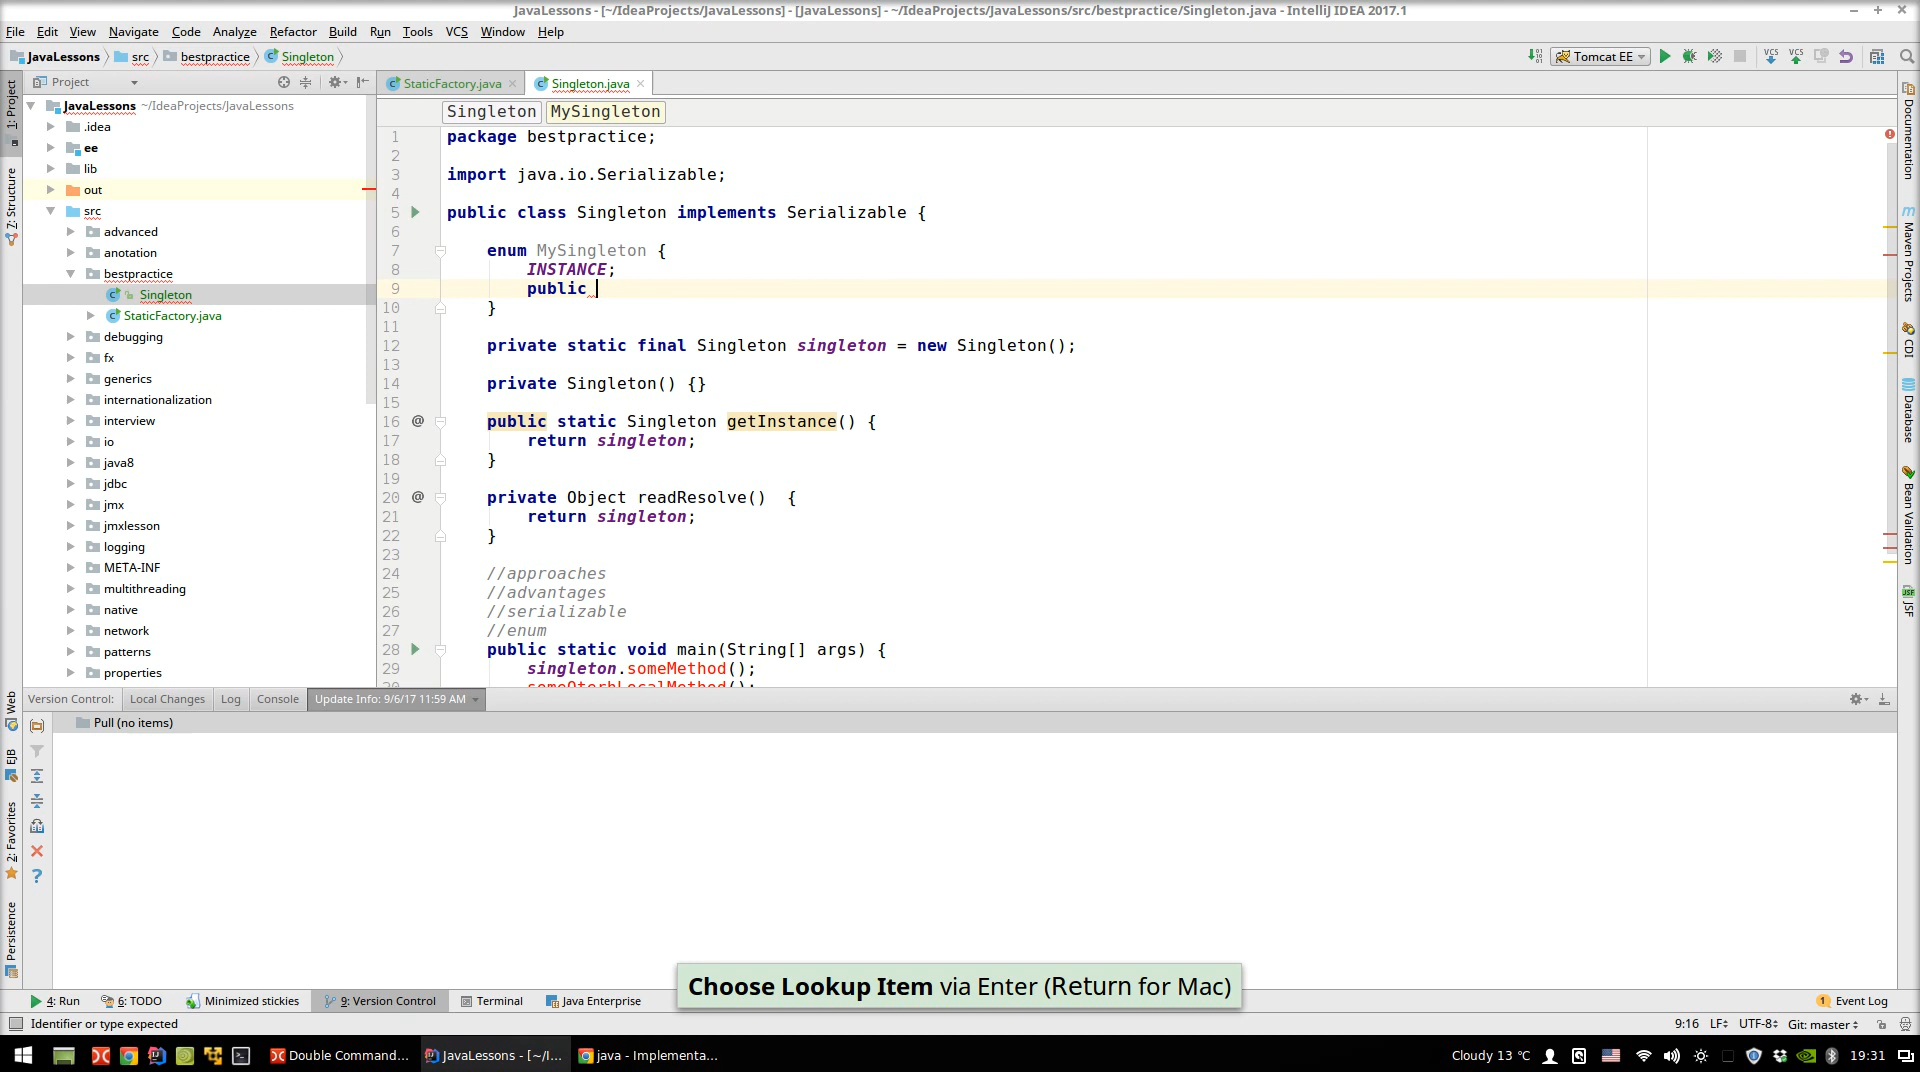 JavaLessons - [~/IdeaProjects/JavaLessons] - [JavaLessons] - ~/IdeaProjects/JavaLessons/src/bestpractice/Singleton.java - IntelliJ IDEA 2017.1
File Edit View Navigate Code Analyze Refactor Build Run Tools VCS Window Help
JavaLessons src bestpractice Singleton
Tomcat EE
VCS VCS
Project
StaticFactory.java Singleton.java
Singleton MySingleton
1: Project
Z: Structure
Web
EJB
2: Favorites
Persistence
JavaLessons ~/IdeaProjects/JavaLessons
.idea
ee
lib
out
src
advanced
anotation
bestpractice
Singleton
StaticFactory.java
debugging
fx
generics
internationalization
interview
io
java8
jdbc
jmx
jmxlesson
logging
META-INF
multithreading
native
network
patterns
properties
1 package bestpractice;
2
3 import java.io.Serializable;
4
5 public class Singleton implements Serializable {
6
7 enum MySingleton {
8 INSTANCE;
9 public
10 }
11
12 private static final Singleton singleton = new Singleton();
13
14 private Singleton() {}
15
16 @ public static Singleton getInstance() {
17 return singleton;
18 }
19
20 @ private Object readResolve()  {
21 return singleton;
22 }
23
24 //approaches
25 //advantages
26 //serializable
27 //enum
28 public static void main(String[] args) {
29 singleton.someMethod();
Documentation
Maven Projects
CDI
Database
Bean Validation
JSF
Version Control: Local Changes Log Console Update Info: 9/6/17 11:59 AM
Pull (no items)
Choose Lookup Item via Enter (Return for Mac)
4: Run 6: TODO Minimized stickies 9: Version Control Terminal Java Enterprise
1 Event Log
Identifier or type expected
9:16 LF UTF-8 Git: master
Double Command... JavaLessons - [~/I... java - Implementa...
Cloudy 13 °C
19:31